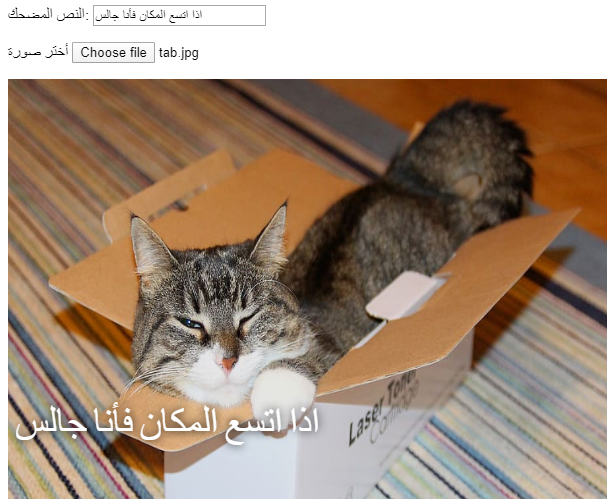 النص المضحك: اذا اتسع المكان فأنا جالس
أختر صورة Choose file tab.jpg
اذا اتسع المكان فأنا جالس
Laser Toner
Cartridge